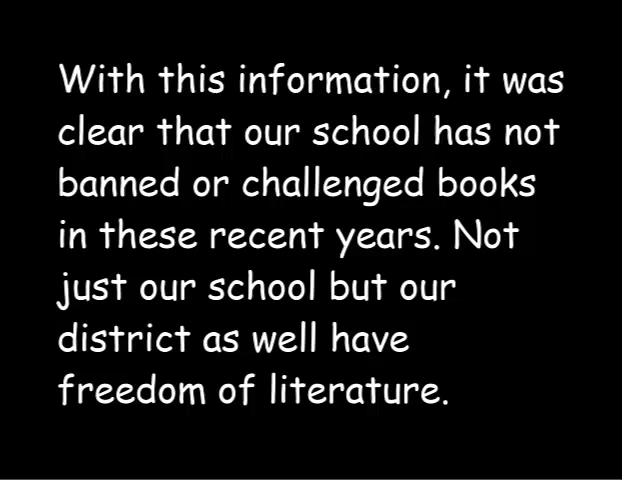 With this information, it was
clear that our school has not
banned or challenged books
in these recent years. Not
just our school but our
district as well have
freedom of literature.